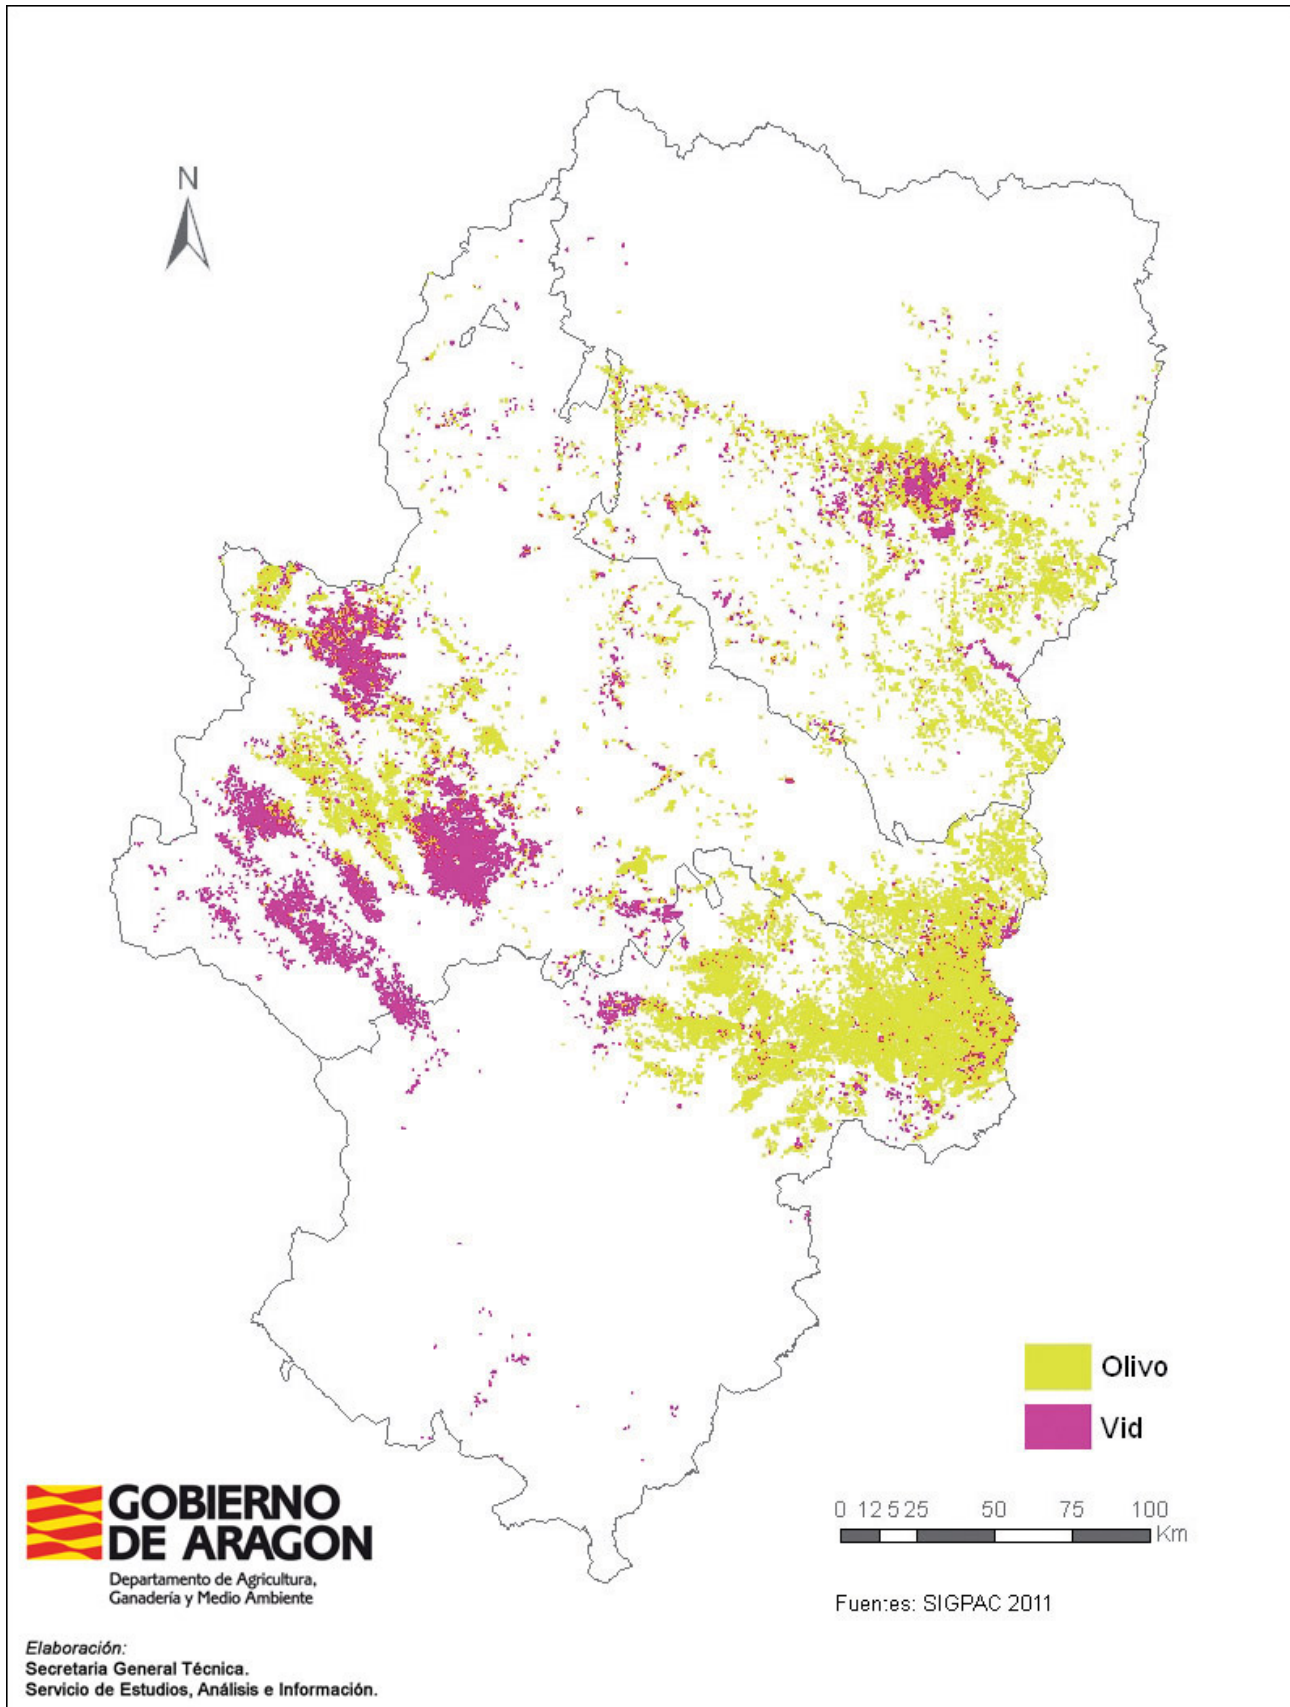 N
Olivo
Vid
0 12 5 25 50 75 100
Km
Fuentes: SIGPAC 2011
GOBIERNO
DE ARAGON
Departamento de Agricultura,
Ganadería y Medio Ambiente
Elaboración:
Secretaria General Técnica.
Servicio de Estudios, Análisis e Información.